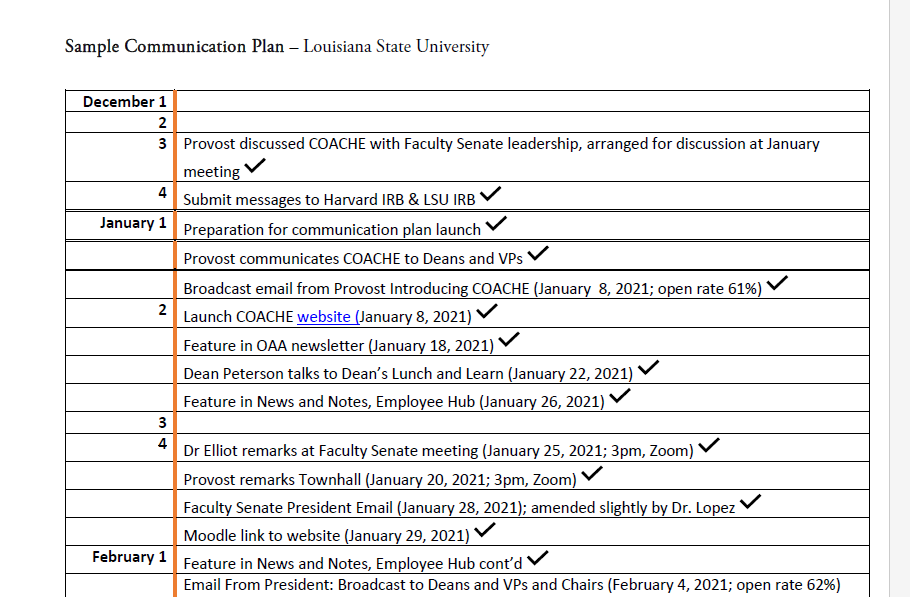 Sample Communication Plan – Louisiana State University
December 1
2
3 Provost discussed COACHE with Faculty Senate leadership, arranged for discussion at January
meeting ✓
4 Submit messages to Harvard IRB & LSU IRB ✓
January 1 Preparation for communication plan launch ✓
Provost communicates COACHE to Deans and VPs ✓
Broadcast email from Provost Introducing COACHE (January 8, 2021; open rate 61%) ✓
2 Launch COACHE website (January 8, 2021) ✓
Feature in OAA newsletter (January 18, 2021) ✓
Dean Peterson talks to Dean’s Lunch and Learn (January 22, 2021) ✓
Feature in News and Notes, Employee Hub (January 26, 2021) ✓
3
4 Dr Elliot remarks at Faculty Senate meeting (January 25, 2021; 3pm, Zoom) ✓
Provost remarks Townhall (January 20, 2021; 3pm, Zoom) ✓
Faculty Senate President Email (January 28, 2021); amended slightly by Dr. Lopez ✓
Moodle link to website (January 29, 2021) ✓
February 1 Feature in News and Notes, Employee Hub cont’d ✓
Email From President: Broadcast to Deans and VPs and Chairs (February 4, 2021; open rate 62%)